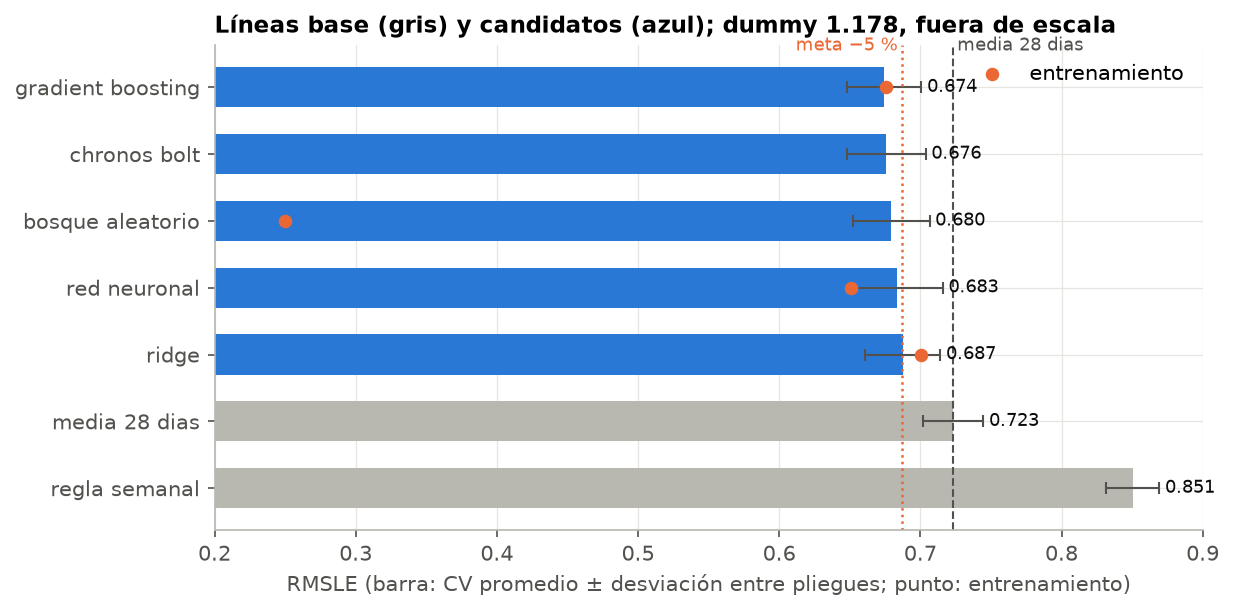 Líneas base (gris) y candidatos (azul); dummy 1.178, fuera de escala
meta −5 %
media 28 dias
entrenamiento
gradient boosting
0.674
chronos bolt
0.676
bosque aleatorio
0.680
red neuronal
0.683
ridge
0.687
media 28 dias
0.723
regla semanal
0.851
0.2 0.3 0.4 0.5 0.6 0.7 0.8 0.9
RMSLE (barra: CV promedio ± desviación entre pliegues; punto: entrenamiento)